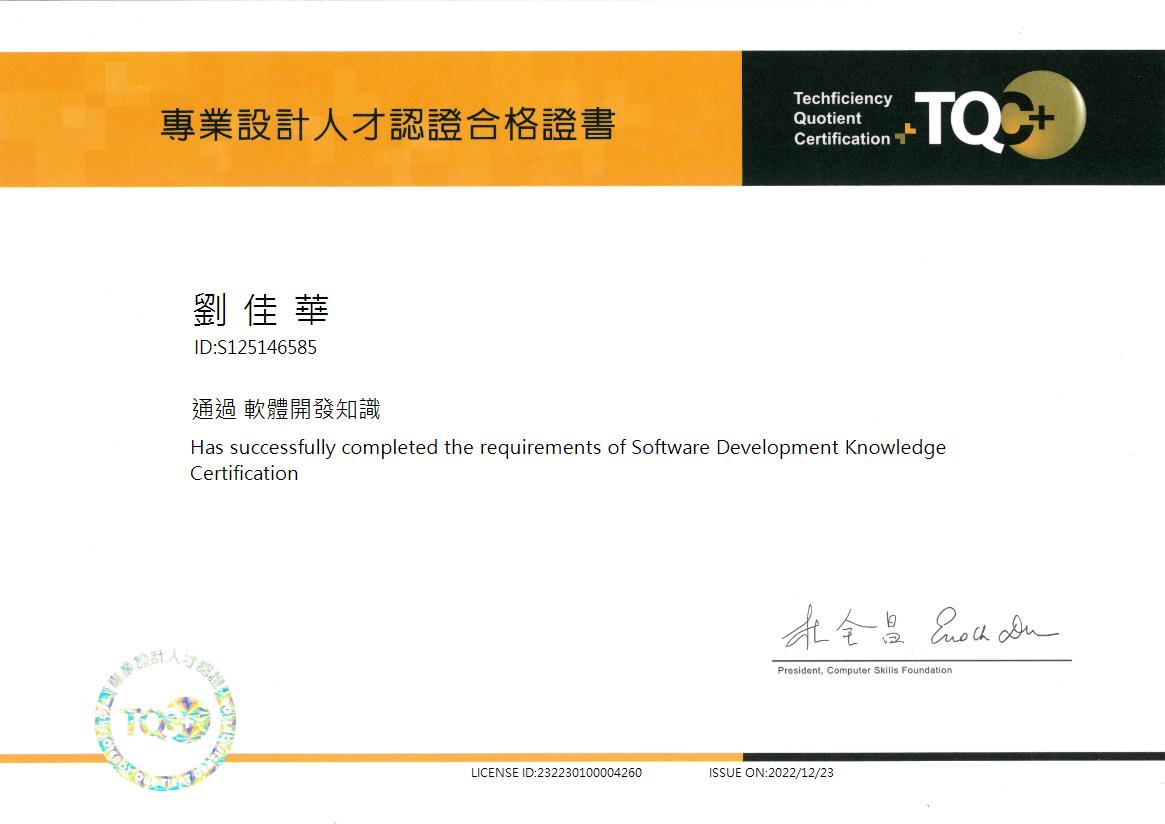 專業設計人才認證合格證書
Techficiency
Quotient
Certification
TQC+
劉佳華
ID:S125146585
通過 軟體開發知識
Has successfully completed the requirements of Software Development Knowledge
Certification
杜全昌 Enoch Du
President, Computer Skills Foundation
專業設計人才認證
TQC+
LICENSE ID:232230100004260
ISSUE ON:2022/12/23